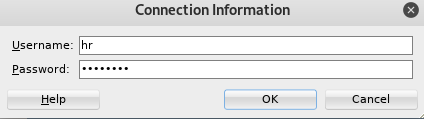 Connection Information
Username: hr
Password: ••••••••
Help OK Cancel